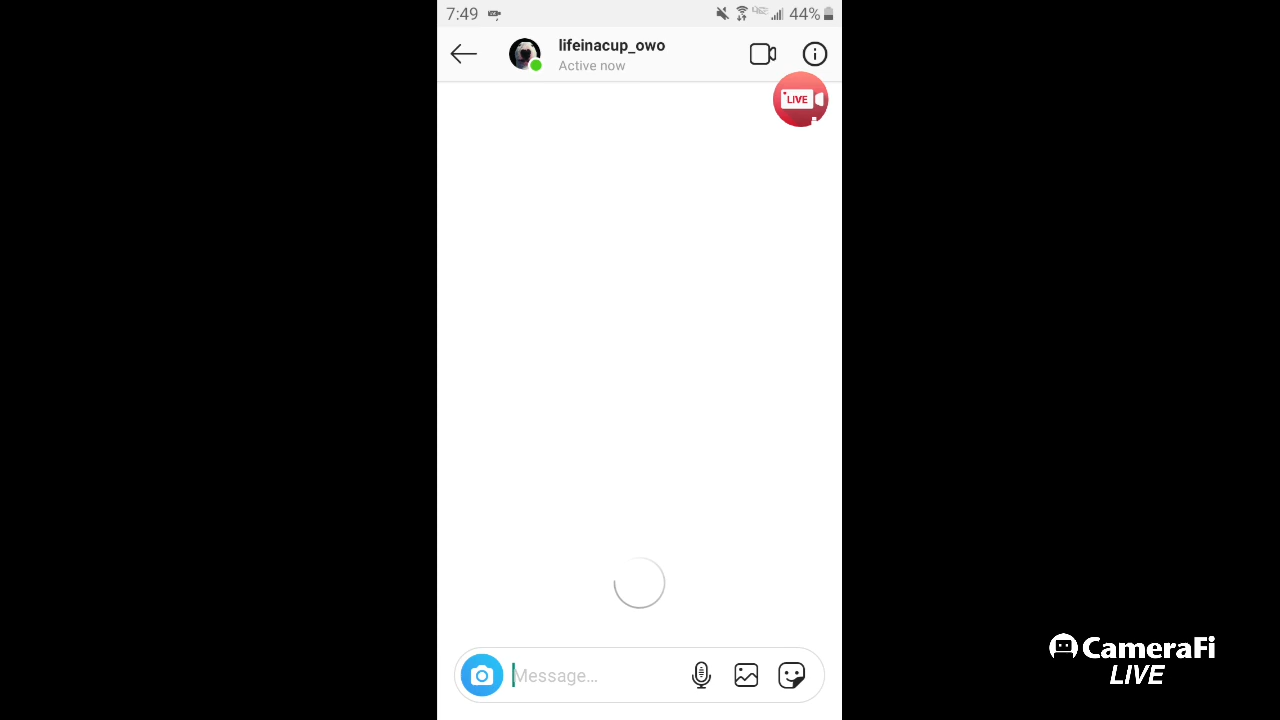 7:49 44%
lifeinacup_owo
Active now
LIVE
Message...
CameraFi
LIVE